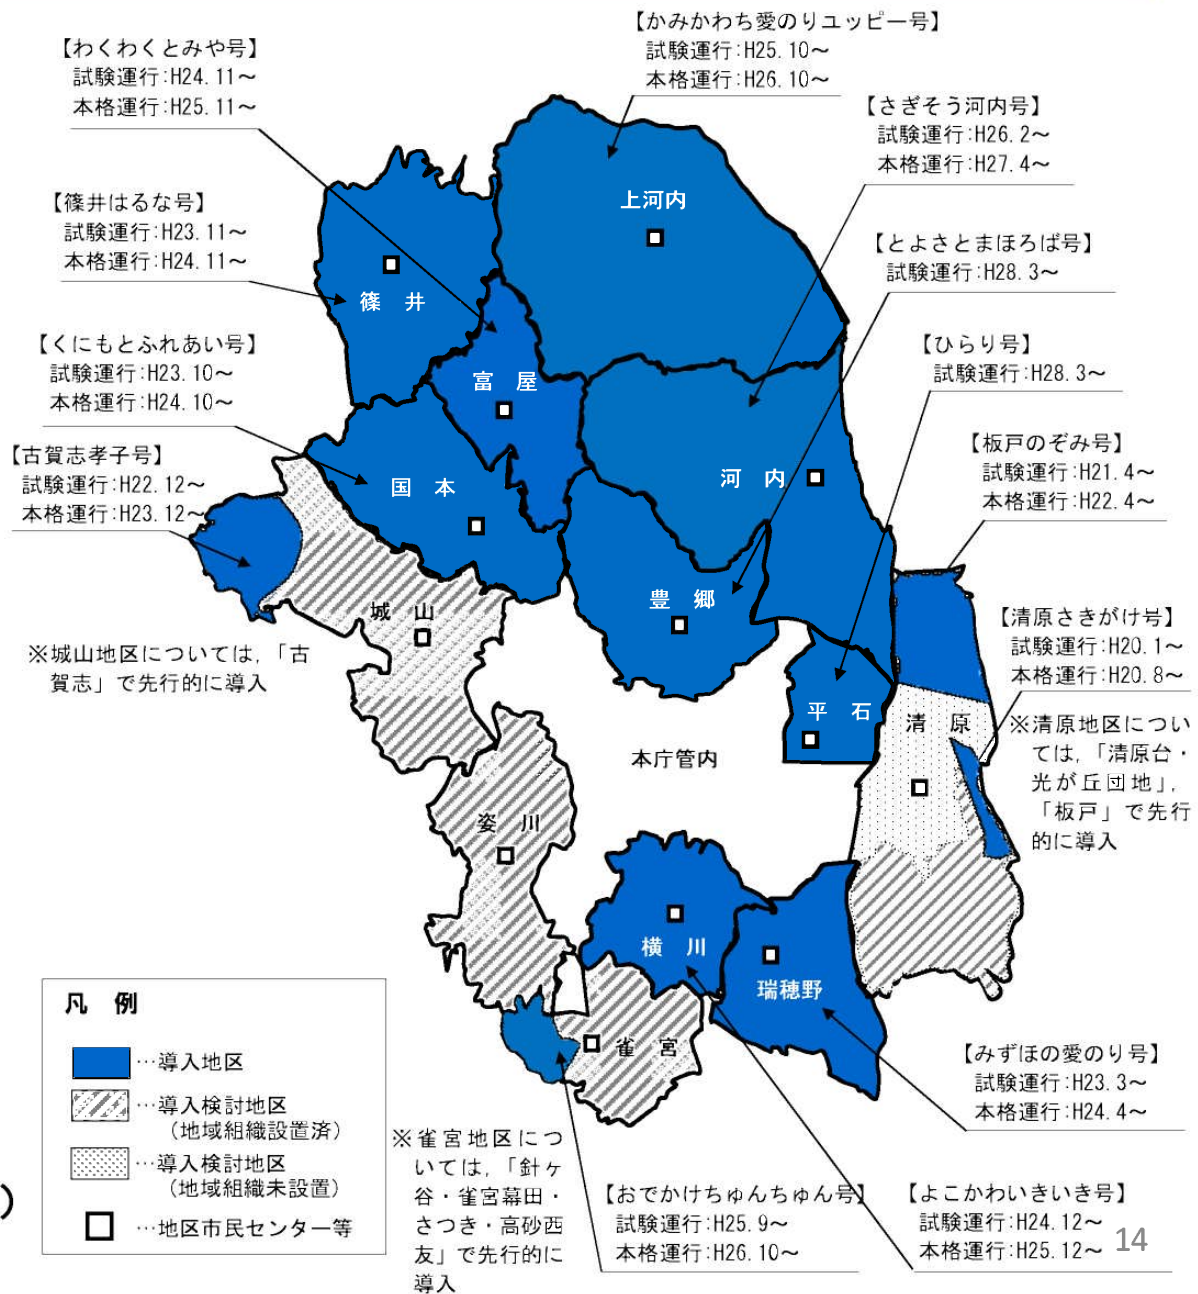 【かみかわち愛のりユッピー号】
試験運行:H25.10～
本格運行:H26.10～
【わくわくとみや号】
試験運行:H24.11～
本格運行:H25.11～
【さぎそう河内号】
試験運行:H26.2～
本格運行:H27.4～
【篠井はるな号】
試験運行:H23.11～
本格運行:H24.11～
【とよさとまほろば号】
試験運行:H28.3～
【くにもとふれあい号】
試験運行:H23.10～
本格運行:H24.10～
【ひらり号】
試験運行:H28.3～
【古賀志孝子号】
試験運行:H22.12～
本格運行:H23.12～
【板戸のぞみ号】
試験運行:H21.4～
本格運行:H22.4～
上河内
篠 井
富 屋
国 本
河 内
豊 郷
城 山
平 石
清 原
本庁管内
姿 川
横 川
瑞穂野
雀 宮
※城山地区については,「古
賀志」で先行的に導入
【清原さきがけ号】
試験運行:H20.1～
本格運行:H20.8～
※清原地区につい
ては,「清原台・
光が丘団地」,
「板戸」で先行
的に導入
凡 例
…導入地区
…導入検討地区
（地域組織設置済）
…導入検討地区
（地域組織未設置）
…地区市民センター等
)
※雀宮地区につ
いては,「針ヶ
谷・雀宮幕田・
さつき・高砂西
友」で先行的に
導入
【おでかけちゅんちゅん号】
試験運行:H25.9～
本格運行:H26.10～
【みずほの愛のり号】
試験運行:H23.3～
本格運行:H24.4～
【よこかわいきいき号】
試験運行:H24.12～
本格運行:H25.12～
14